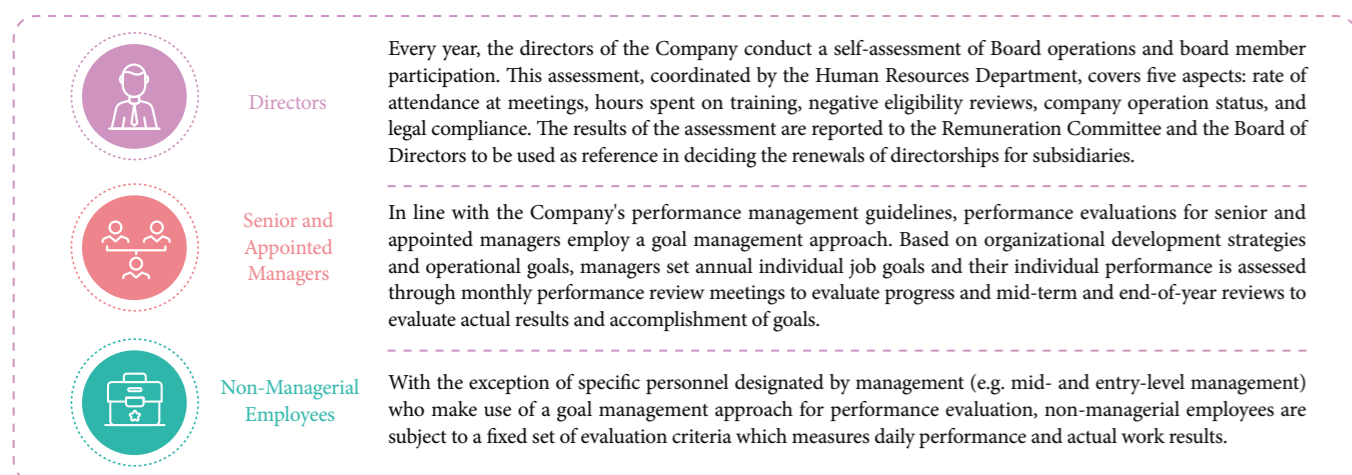 Directors
Every year, the directors of the Company conduct a self-assessment of Board operations and board member
participation. This assessment, coordinated by the Human Resources Department, covers five aspects: rate of
attendance at meetings, hours spent on training, negative eligibility reviews, company operation status, and
legal compliance. The results of the assessment are reported to the Remuneration Committee and the Board of
Directors to be used as reference in deciding the renewals of directorships for subsidiaries.
Senior and
Appointed
Managers
In line with the Company's performance management guidelines, performance evaluations for senior and
appointed managers employ a goal management approach. Based on organizational development strategies
and operational goals, managers set annual individual job goals and their individual performance is assessed
through monthly performance review meetings to evaluate progress and mid-term and end-of-year reviews to
evaluate actual results and accomplishment of goals.
Non-Managerial
Employees
With the exception of specific personnel designated by management (e.g. mid- and entry-level management)
who make use of a goal management approach for performance evaluation, non-managerial employees are
subject to a fixed set of evaluation criteria which measures daily performance and actual work results.